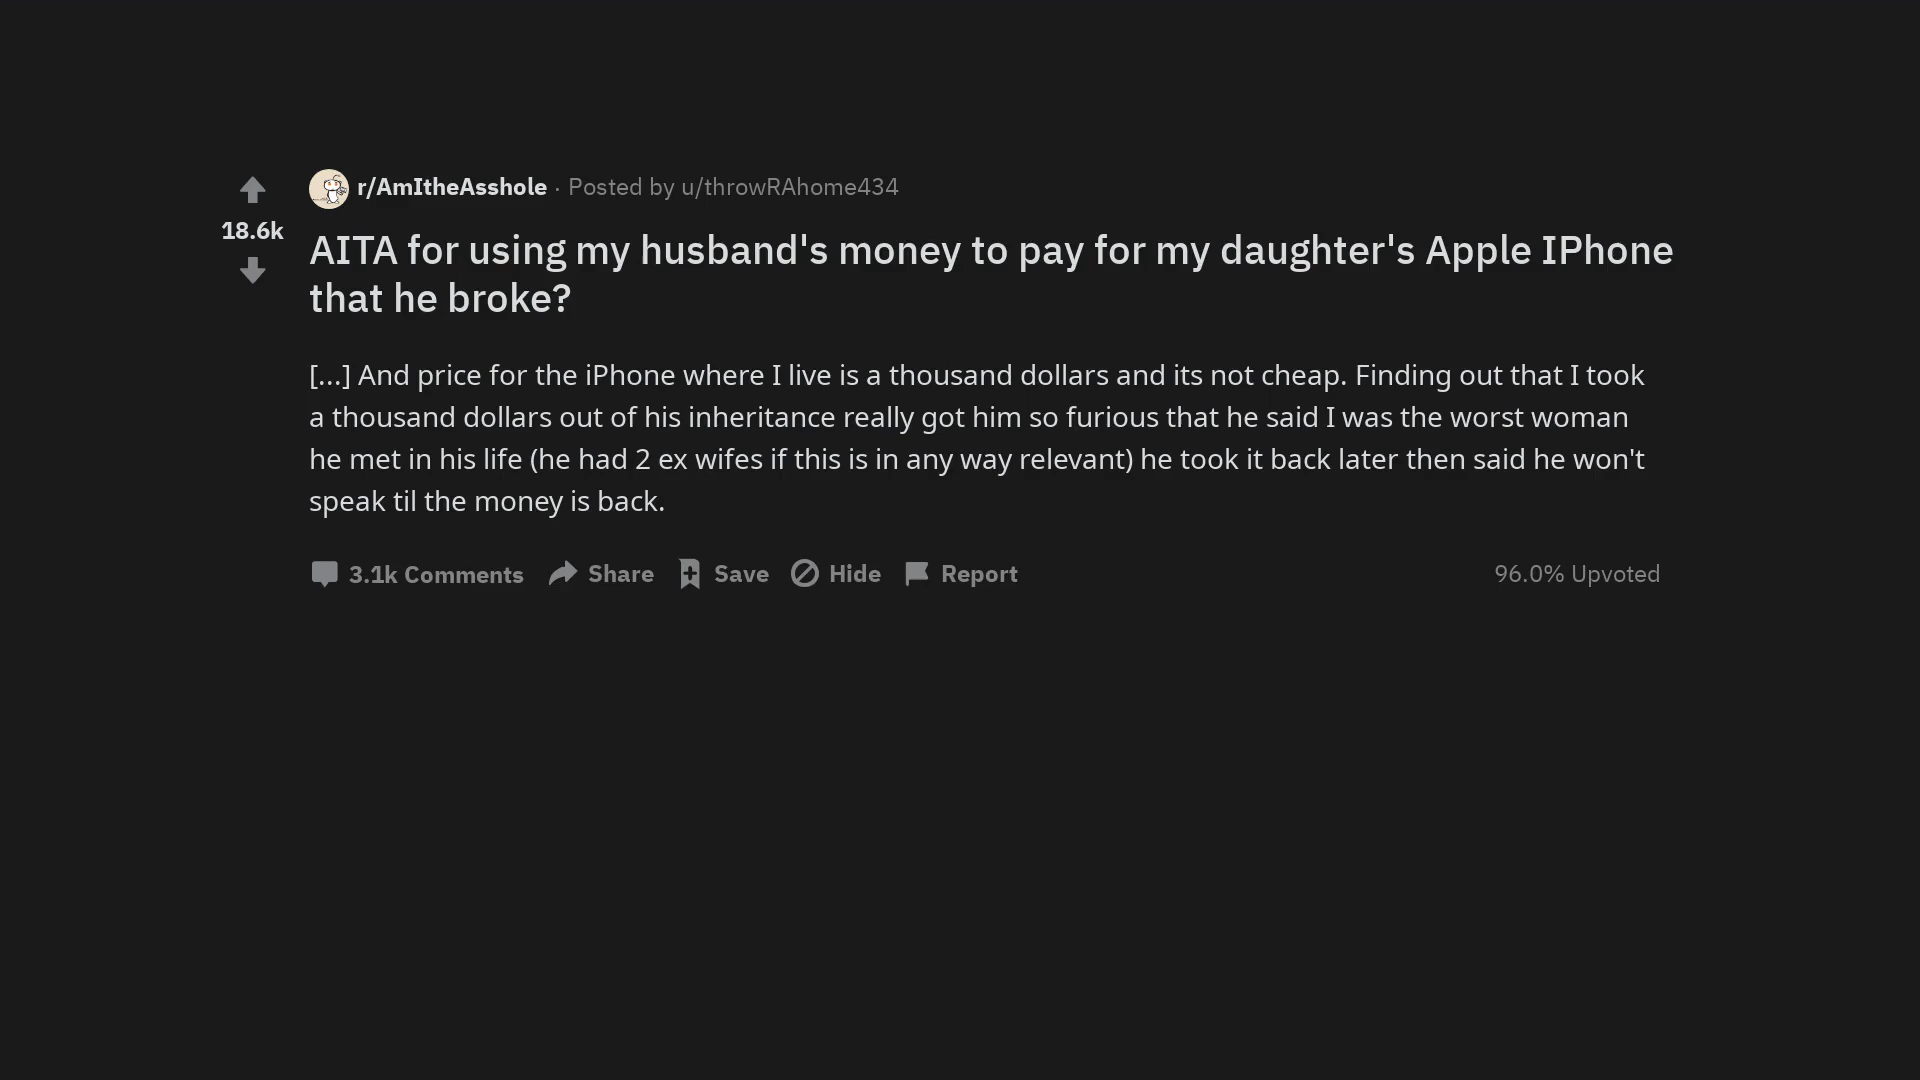 r/AmItheAsshole · Posted by u/throwRAhome434
18.6k
AITA for using my husband's money to pay for my daughter's Apple IPhone
that he broke?
[...] And price for the iPhone where I live is a thousand dollars and its not cheap. Finding out that I took
a thousand dollars out of his inheritance really got him so furious that he said I was the worst woman
he met in his life (he had 2 ex wifes if this is in any way relevant) he took it back later then said he won't
speak til the money is back.
3.1k Comments Share Save Hide Report 96.0% Upvoted